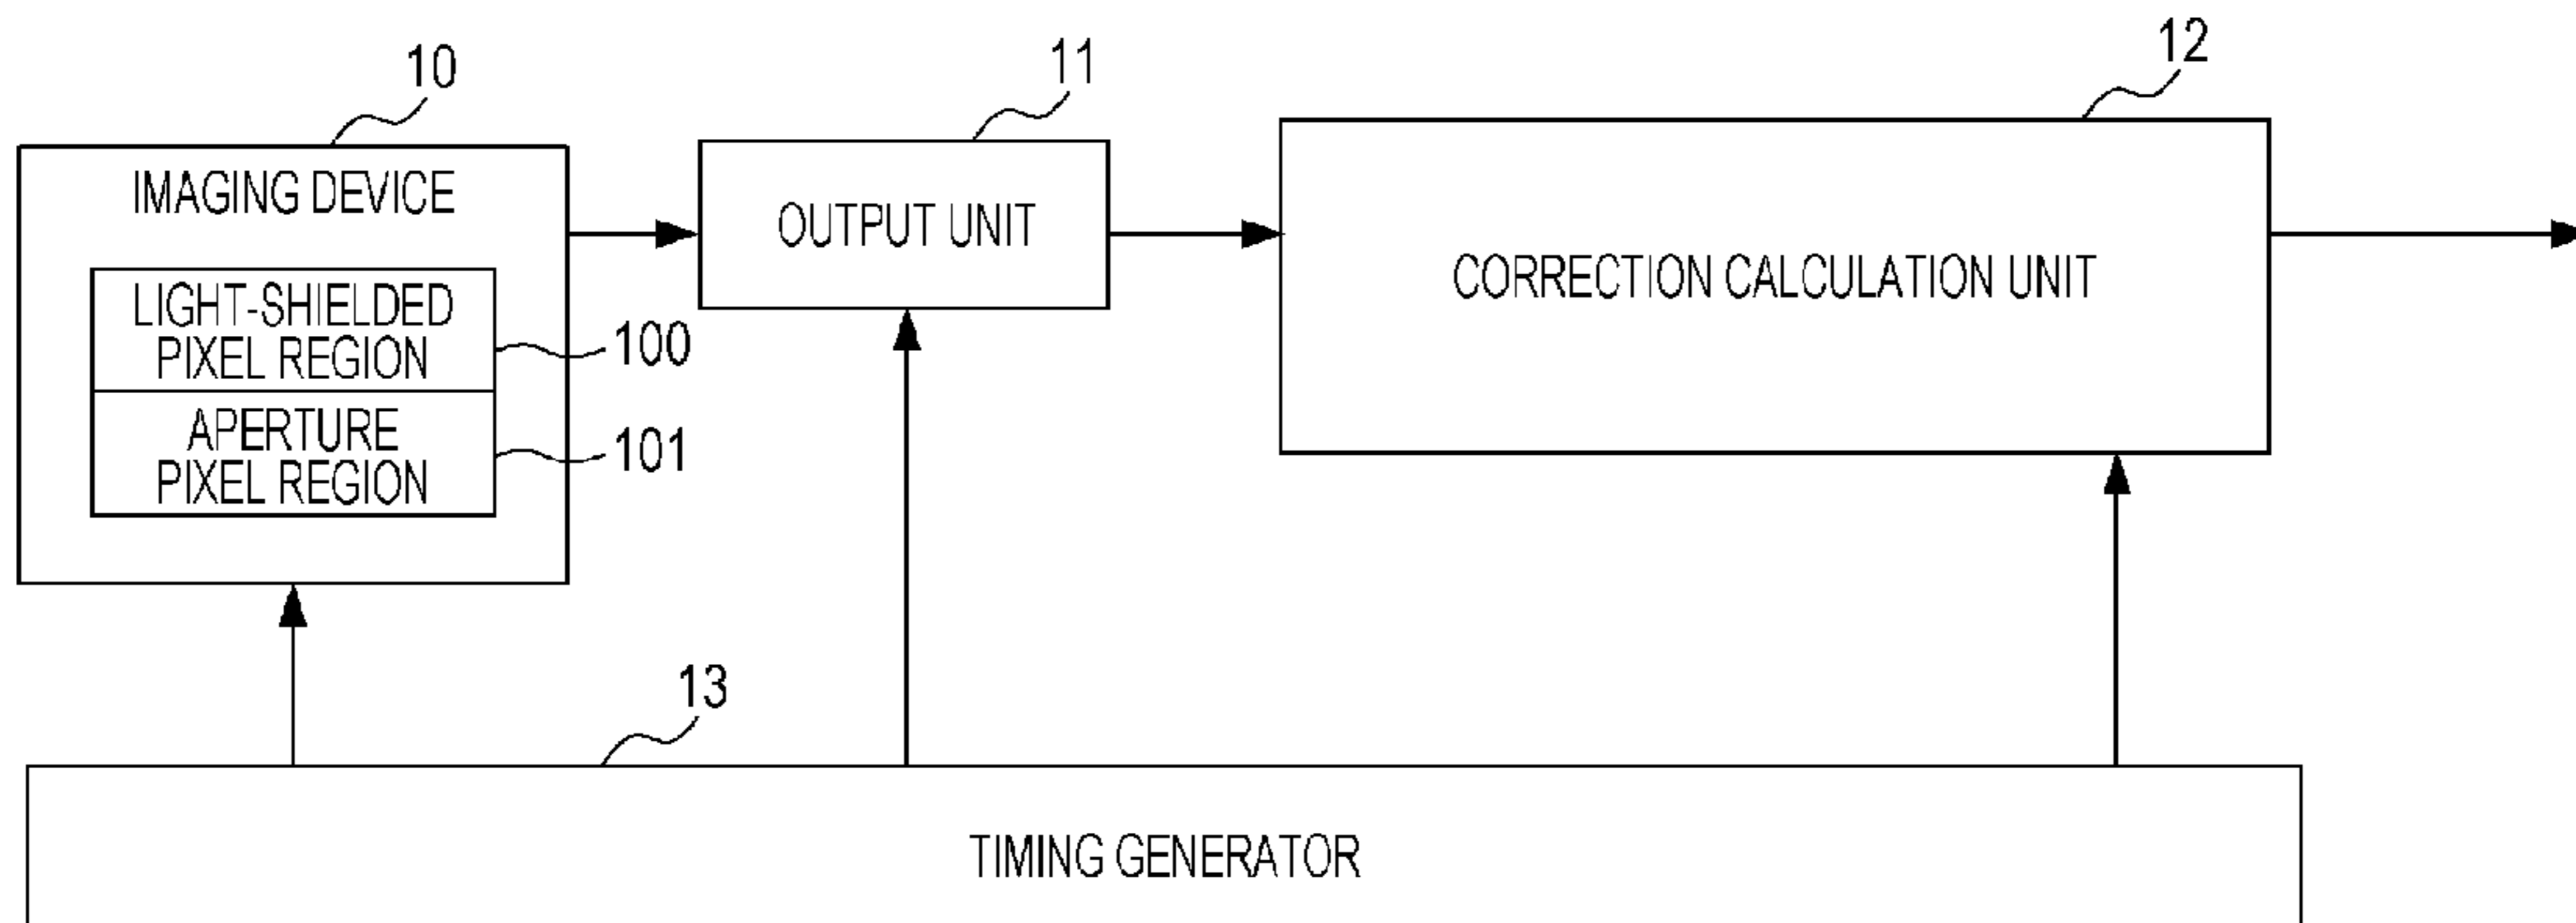 10
11
12
IMAGING DEVICE
OUTPUT UNIT
CORRECTION CALCULATION UNIT
LIGHT-SHIELDED
PIXEL REGION
100
APERTURE
PIXEL REGION
101
13
TIMING GENERATOR